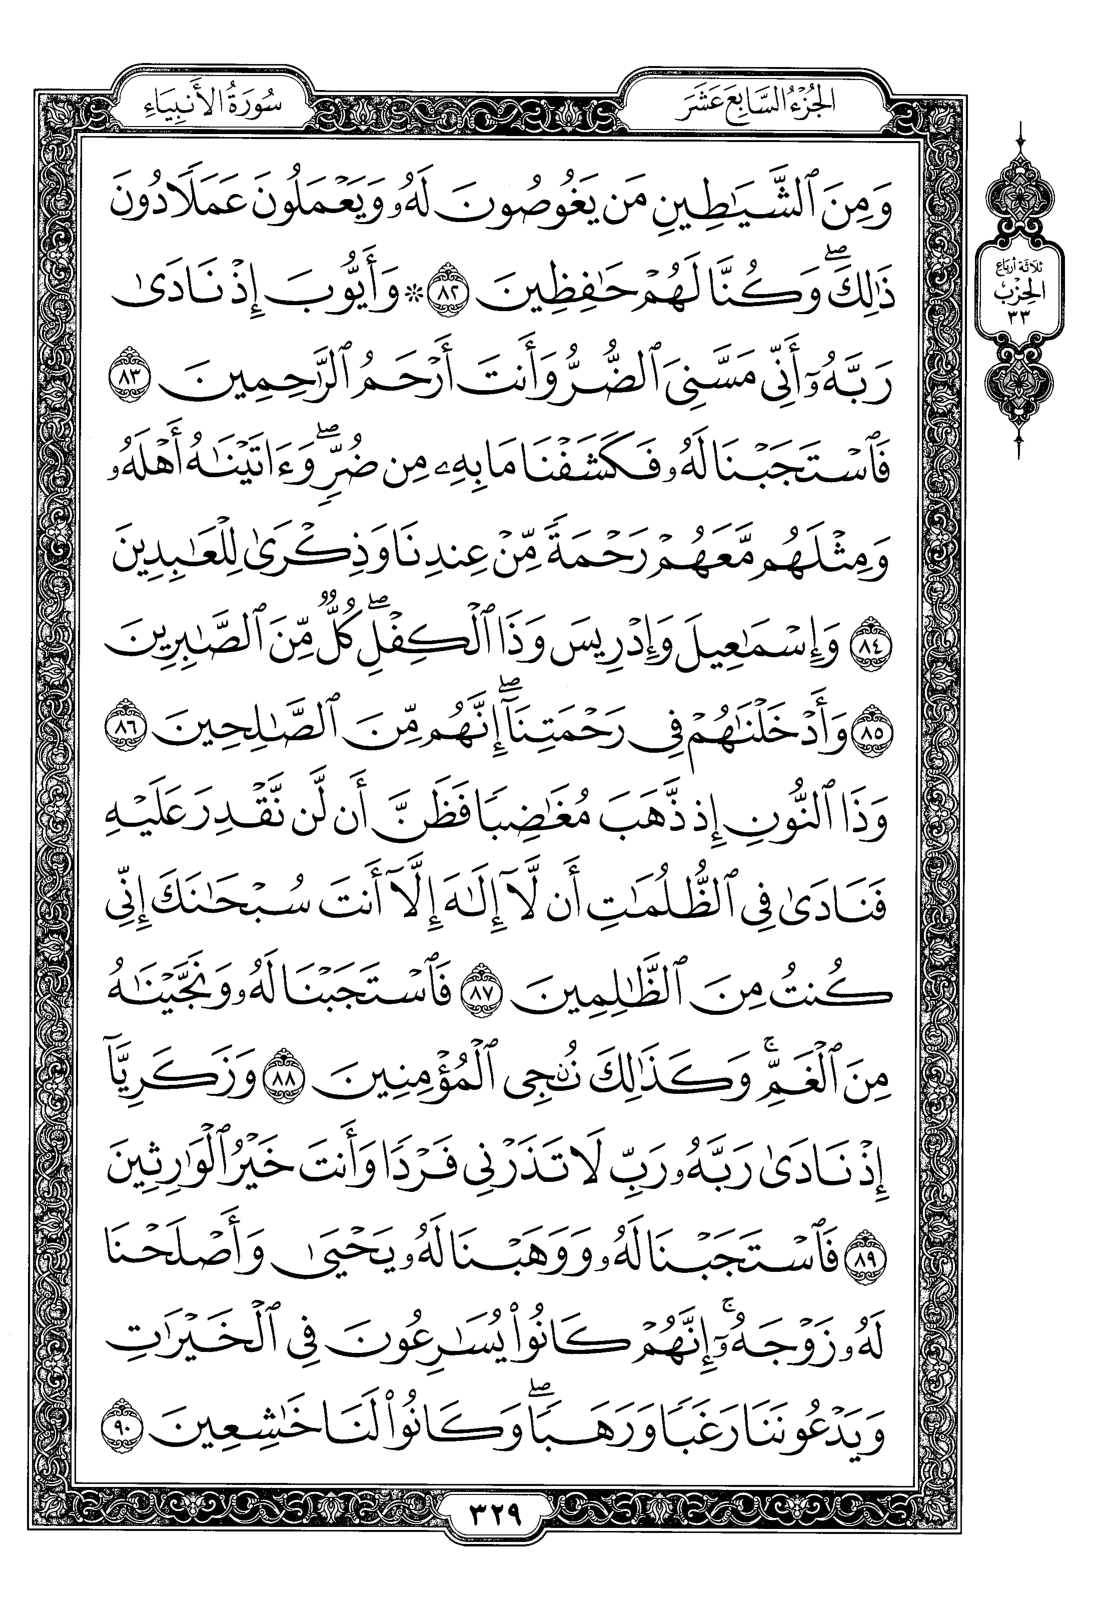 الجُزْءُ السَّابِعَ عَشَرَ
سُورَةُ الأَنبِيَاءِ
وَمِنَ ٱلشَّيَـٰطِينِ مَن يَغُوصُونَ لَهُۥ وَيَعْمَلُونَ عَمَلًا دُونَ
ذَٰلِكَ ۖ وَكُنَّا لَهُمْ حَـٰفِظِينَ ٨٢ * وَأَيُّوبَ إِذْ نَادَىٰ
رَبَّهُۥٓ أَنِّى مَسَّنِىَ ٱلضُّرُّ وَأَنتَ أَرْحَمُ ٱلرَّٰحِمِينَ ٨٣
فَٱسْتَجَبْنَا لَهُۥ فَكَشَفْنَا مَا بِهِۦ مِن ضُرٍّ ۖ وَءَاتَيْنَـٰهُ أَهْلَهُۥ
وَمِثْلَهُم مَّعَهُمْ رَحْمَةً مِّنْ عِندِنَا وَذِكْرَىٰ لِلْعَـٰبِدِينَ
٨٤ وَإِسْمَـٰعِيلَ وَإِدْرِيسَ وَذَا ٱلْكِفْلِ ۖ كُلٌّ مِّنَ ٱلصَّـٰبِرِينَ
٨٥ وَأَدْخَلْنَـٰهُمْ فِى رَحْمَتِنَآ ۖ إِنَّهُم مِّنَ ٱلصَّـٰلِحِينَ ٨٦
وَذَا ٱلنُّونِ إِذ ذَّهَبَ مُغَـٰضِبًا فَظَنَّ أَن لَّن نَّقْدِرَ عَلَيْهِ
فَنَادَىٰ فِى ٱلظُّلُمَـٰتِ أَن لَّآ إِلَـٰهَ إِلَّآ أَنتَ سُبْحَـٰنَكَ إِنِّى
كُنتُ مِنَ ٱلظَّـٰلِمِينَ ٨٧ فَٱسْتَجَبْنَا لَهُۥ وَنَجَّيْنَـٰهُ
مِنَ ٱلْغَمِّ ۚ وَكَذَٰلِكَ نُـۨجِى ٱلْمُؤْمِنِينَ ٨٨ وَزَكَرِيَّآ
إِذْ نَادَىٰ رَبَّهُۥ رَبِّ لَا تَذَرْنِى فَرْدًا وَأَنتَ خَيْرُ ٱلْوَٰرِثِينَ
٨٩ فَٱسْتَجَبْنَا لَهُۥ وَوَهَبْنَا لَهُۥ يَحْيَىٰ وَأَصْلَحْنَا
لَهُۥ زَوْجَهُۥٓ ۚ إِنَّهُمْ كَانُوا۟ يُسَـٰرِعُونَ فِى ٱلْخَيْرَٰتِ
وَيَدْعُونَنَا رَغَبًا وَرَهَبًا ۖ وَكَانُوا۟ لَنَا خَـٰشِعِينَ ٩٠
ثلاثة أرباع
الحزب
٣٣
٣٢٩